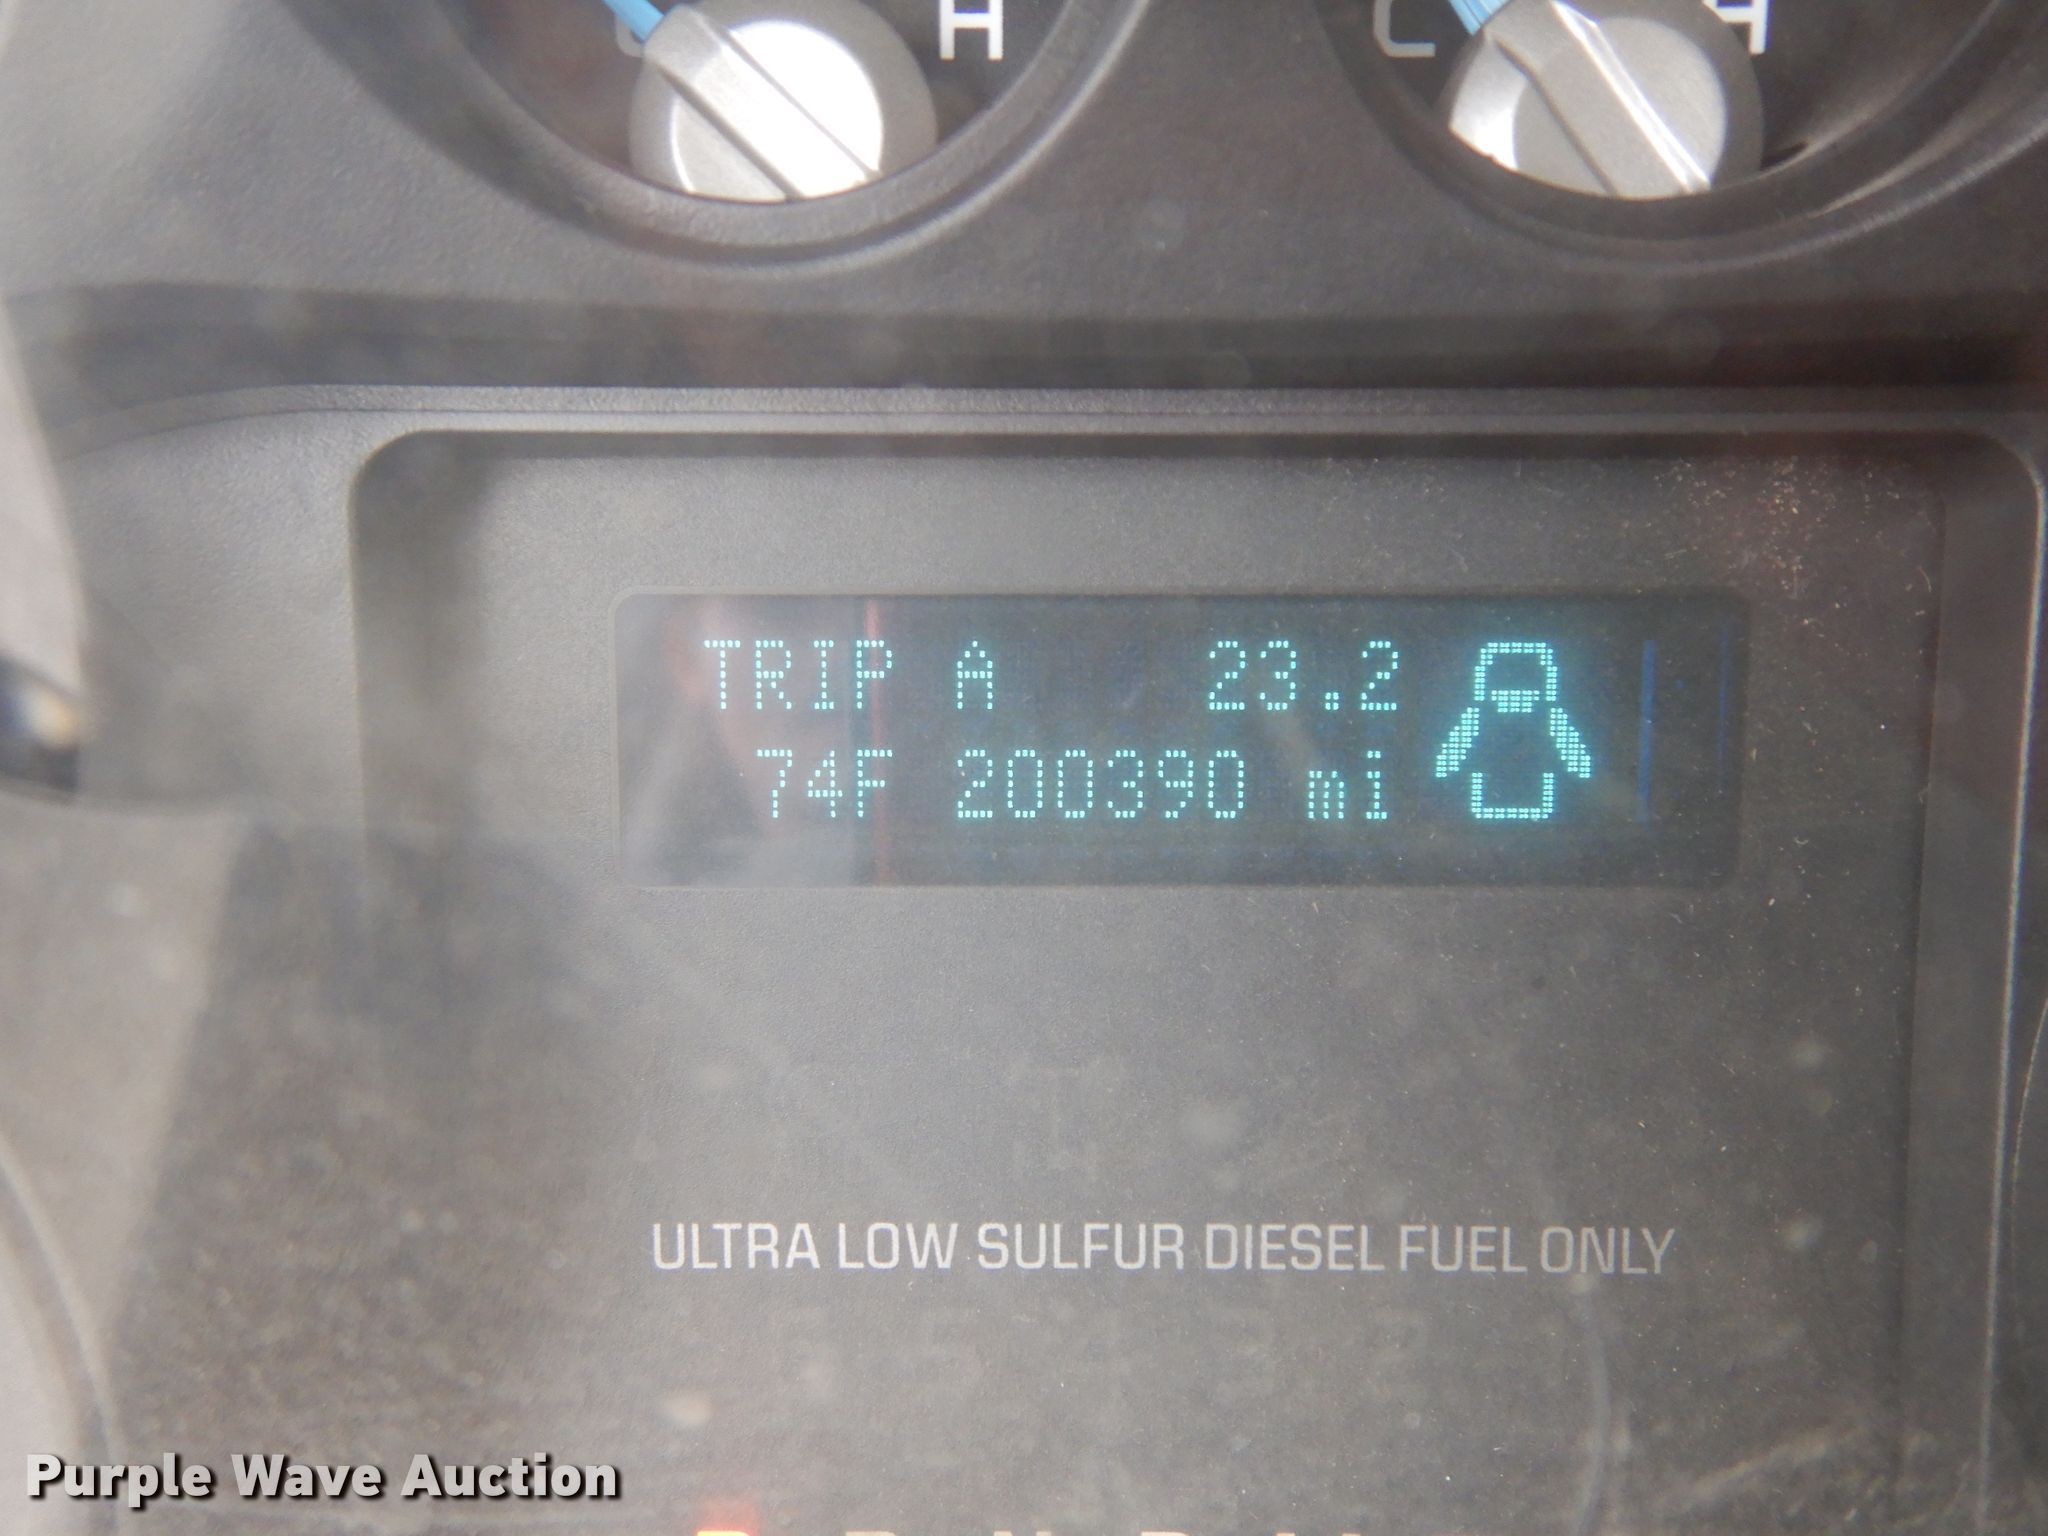 H
C H
TRIP A 23.2
74F 200390 mi
ULTRA LOW SULFUR DIESEL FUEL ONLY
Purple Wave Auction